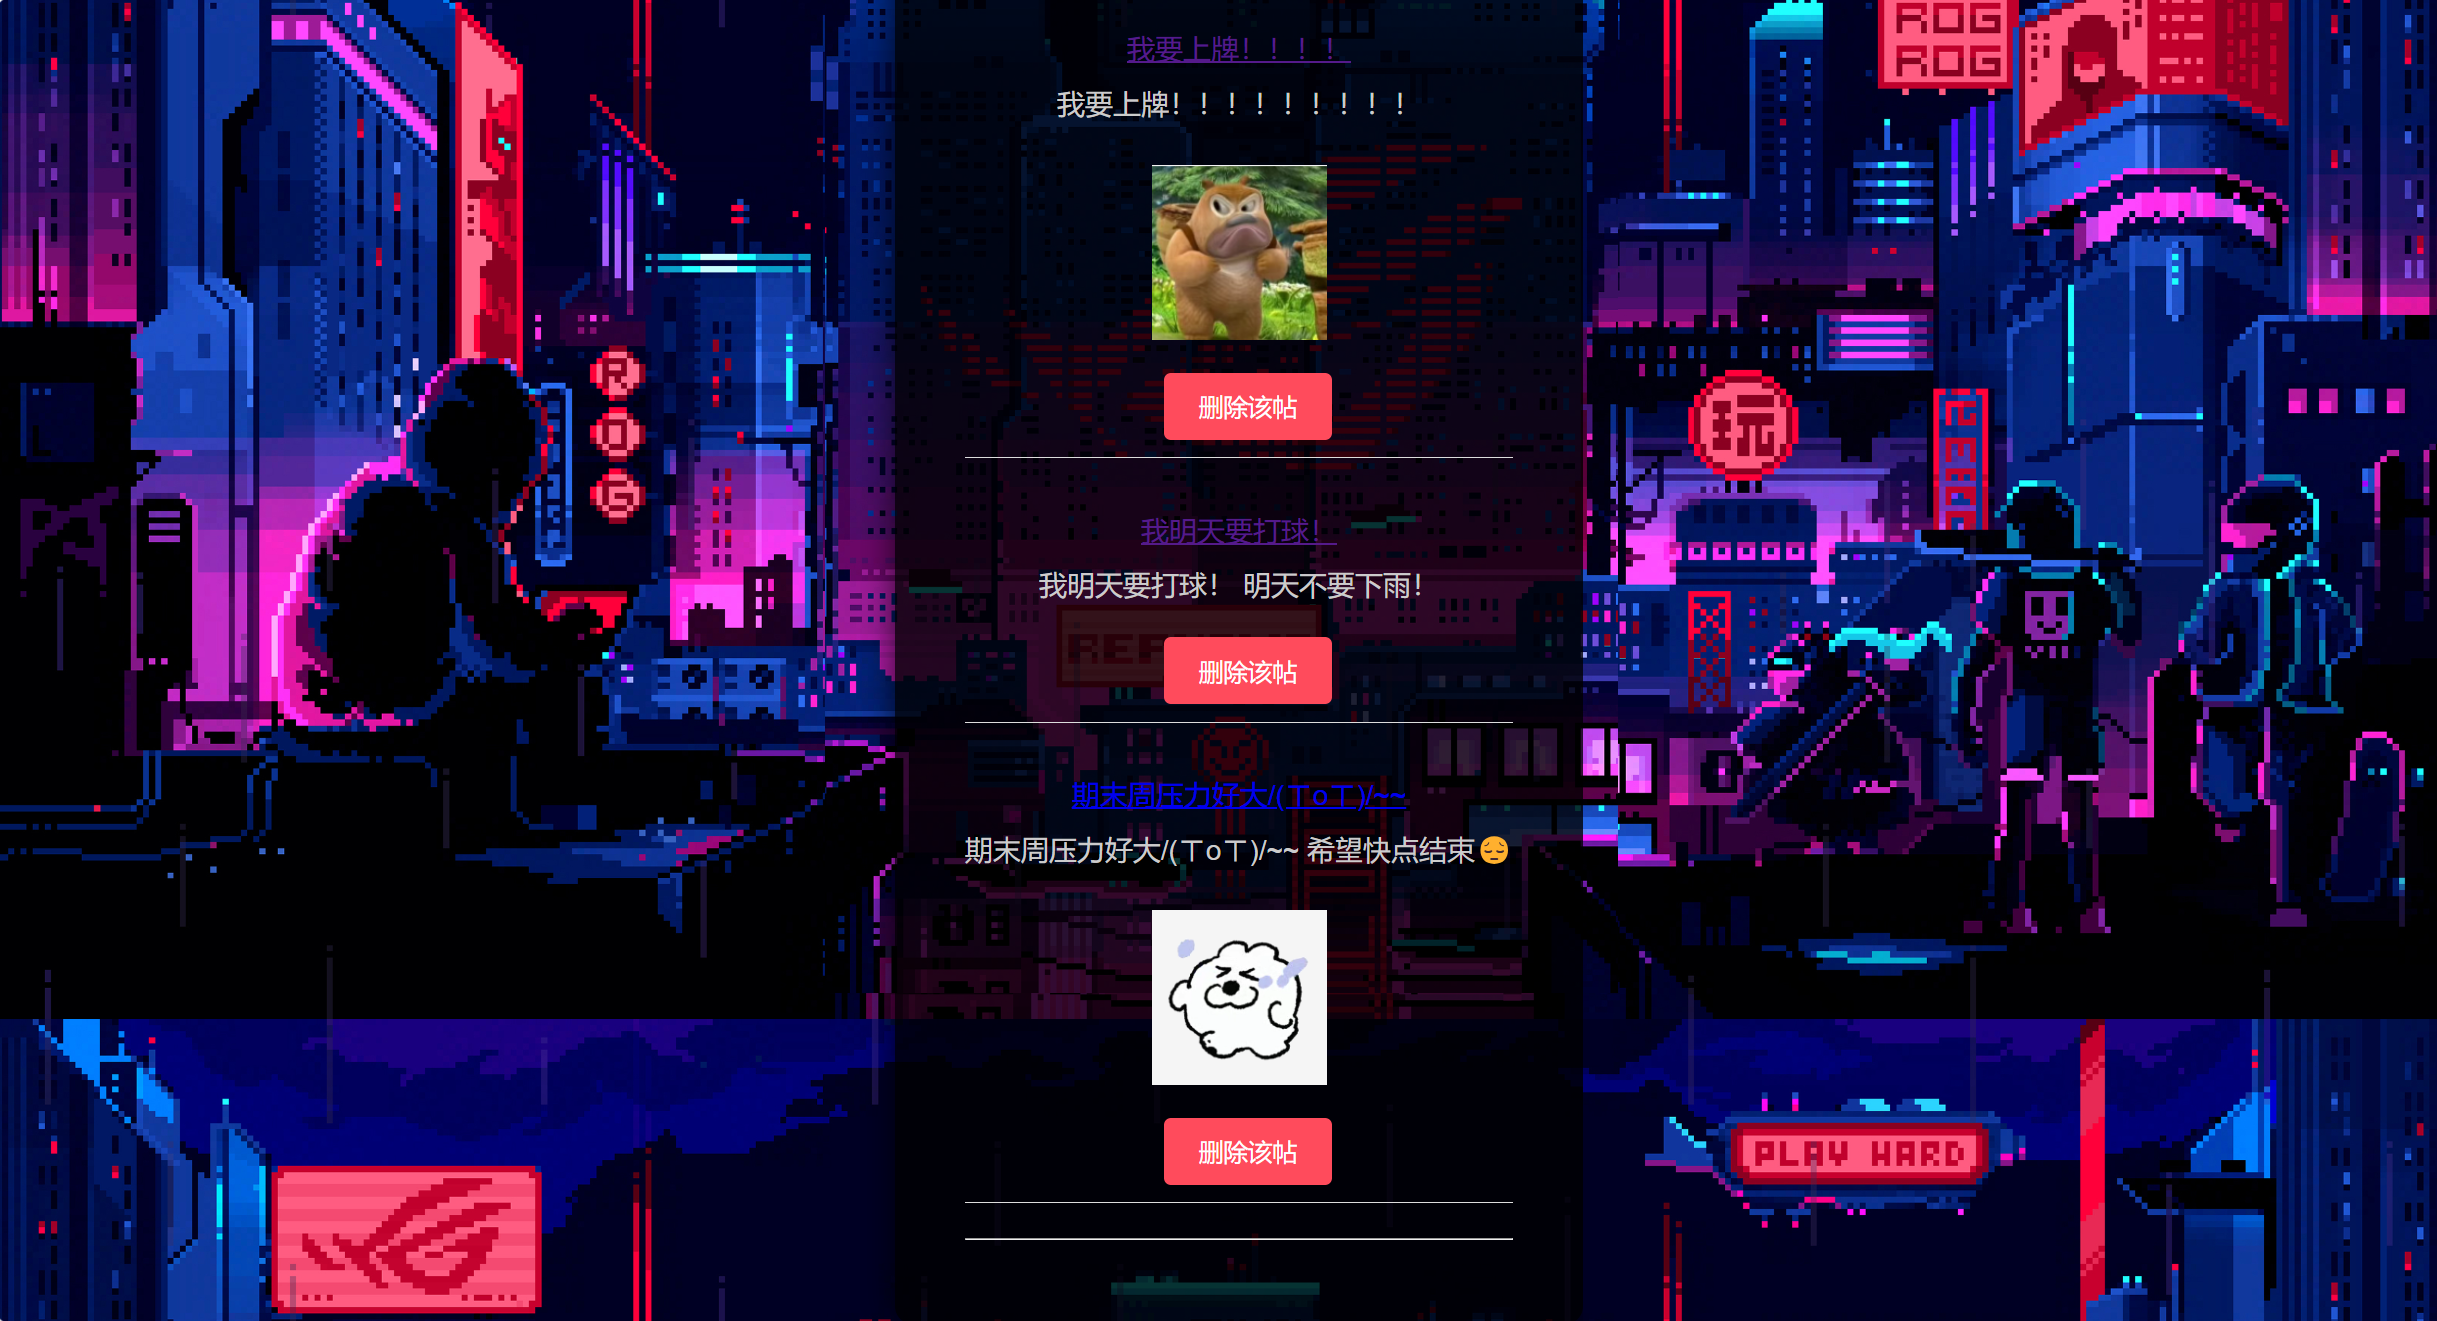 我要上牌！！！！
我要上牌！！！！！！！！！
删除该帖
我明天要打球！
我明天要打球！ 明天不要下雨！
删除该帖
期末周压力好大/(ㄒoㄒ)/~~
期末周压力好大/(ㄒoㄒ)/~~ 希望快点结束😔
删除该帖
ROG
ROG
R
O
G
玩
PLAY HARD